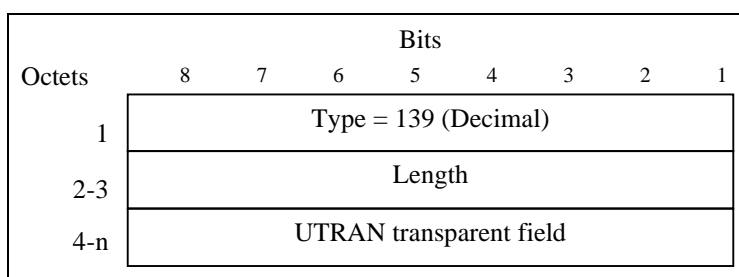 Bits
Octets 8 7 6 5 4 3 2 1
1 Type = 139 (Decimal)
2-3 Length
4-n UTRAN transparent field